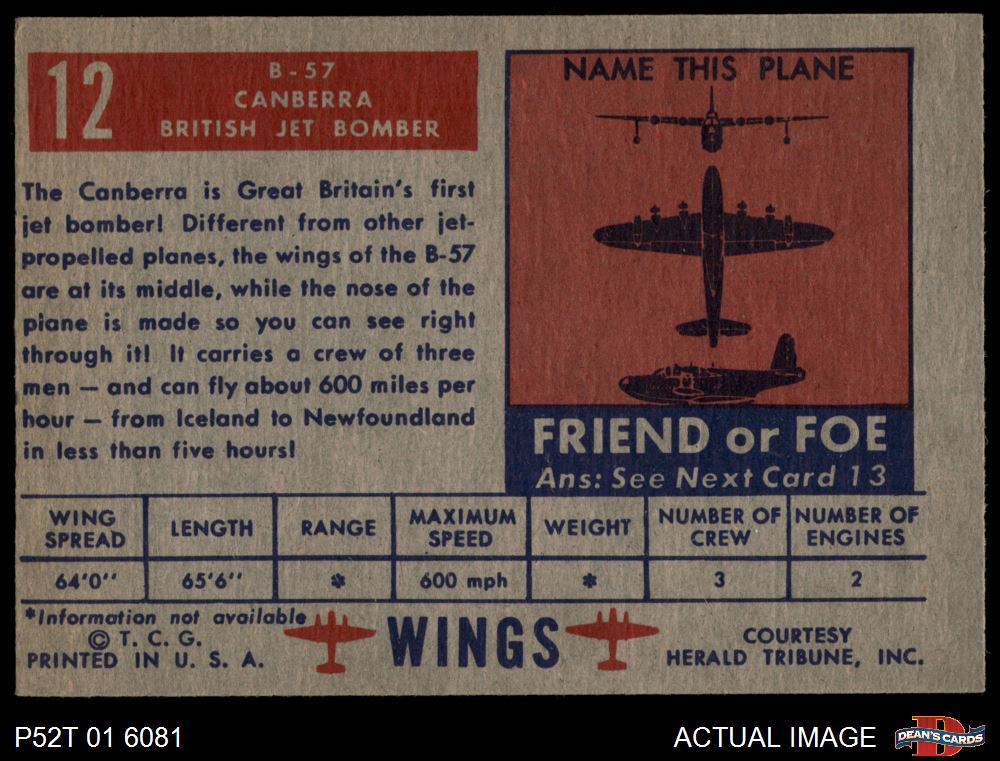 12
B-57
CANBERRA
BRITISH JET BOMBER
The Canberra is Great Britain's first
jet bomber! Different from other jet-
propelled planes, the wings of the B-57
are at its middle, while the nose of the
plane is made so you can see right
through it! It carries a crew of three
men — and can fly about 600 miles per
hour — from Iceland to Newfoundland
in less than five hours!
NAME THIS PLANE
FRIEND or FOE
Ans: See Next Card 13
WING SPREAD LENGTH RANGE MAXIMUM SPEED WEIGHT NUMBER OF CREW NUMBER OF ENGINES
64'0'' 65'6'' * 600 mph * 3 2
*Information not available
© T. C. G.
PRINTED IN U. S. A.
WINGS
COURTESY
HERALD TRIBUNE, INC.
P52T 01 6081
ACTUAL IMAGE
D
DEAN'S CARDS